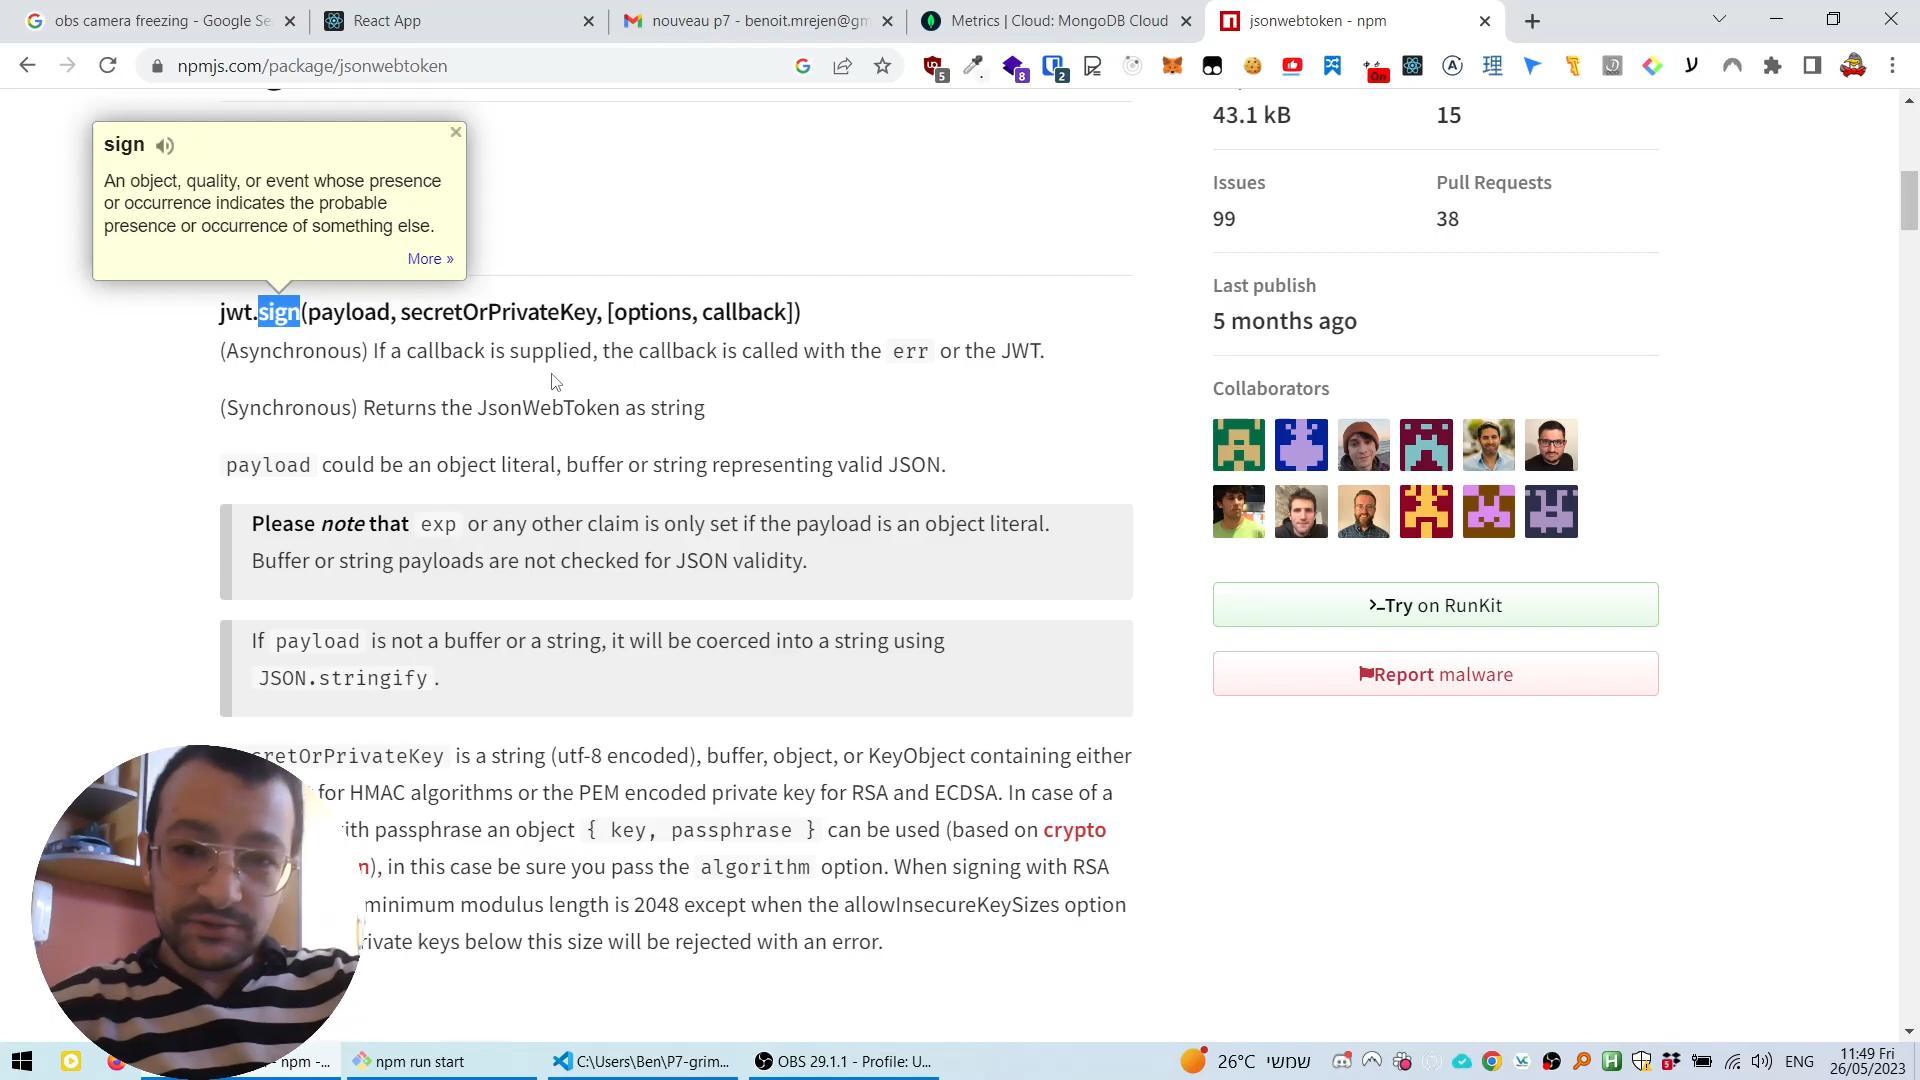 obs camera freezing - Google Se
React App
nouveau p7 - benoit.mrejen@gm
Metrics | Cloud: MongoDB Cloud
jsonwebtoken - npm
npmjs.com/package/jsonwebtoken
5
8
2
On
sign
An object, quality, or event whose presence
or occurrence indicates the probable
presence or occurrence of something else.
More »
jwt.sign(payload, secretOrPrivateKey, [options, callback])
(Asynchronous) If a callback is supplied, the callback is called with the err or the JWT.
(Synchronous) Returns the JsonWebToken as string
payload could be an object literal, buffer or string representing valid JSON.
Please note that exp or any other claim is only set if the payload is an object literal.
Buffer or string payloads are not checked for JSON validity.
If payload is not a buffer or a string, it will be coerced into a string using
JSON.stringify.
retOrPrivateKey is a string (utf-8 encoded), buffer, object, or KeyObject containing either
for HMAC algorithms or the PEM encoded private key for RSA and ECDSA. In case of a
ith passphrase an object { key, passphrase } can be used (based on crypto
n), in this case be sure you pass the algorithm option. When signing with RSA
minimum modulus length is 2048 except when the allowInsecureKeySizes option
rivate keys below this size will be rejected with an error.
43.1 kB
15
Issues
Pull Requests
99
38
Last publish
5 months ago
Collaborators
Try on RunKit
Report malware
- npm -...
npm run start
C:\Users\Ben\P7-grim...
OBS 29.1.1 - Profile: U...
26°C שמשי
ENG
11:49 Fri
26/05/2023